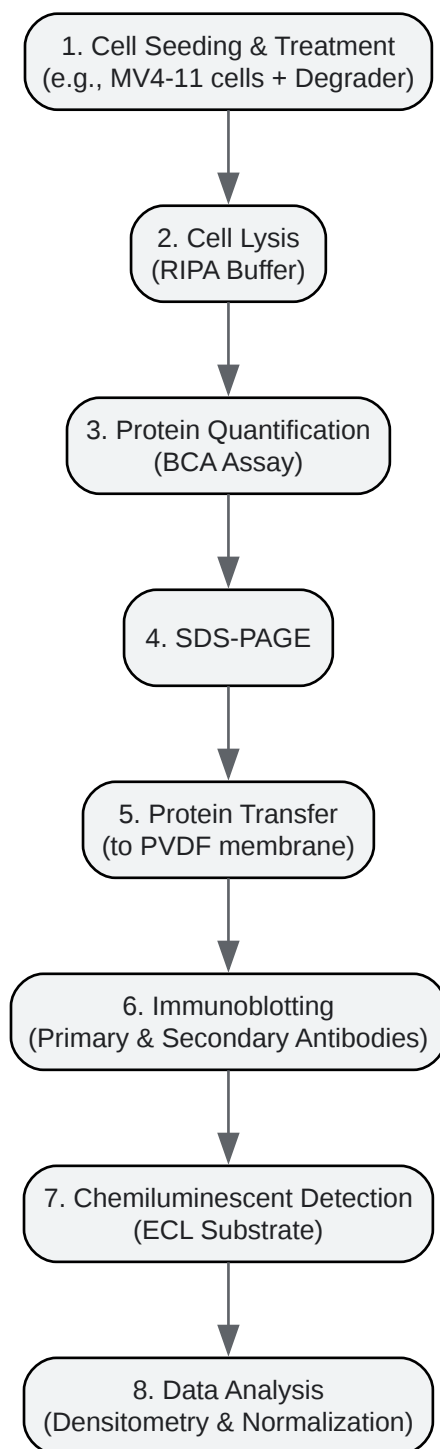 1. Cell Seeding & Treatment
(e.g., MV4-11 cells + Degrader)
2. Cell Lysis
(RIPA Buffer)
3. Protein Quantification
(BCA Assay)
4. SDS-PAGE
5. Protein Transfer
(to PVDF membrane)
6. Immunoblotting
(Primary & Secondary Antibodies)
7. Chemiluminescent Detection
(ECL Substrate)
8. Data Analysis
(Densitometry & Normalization)